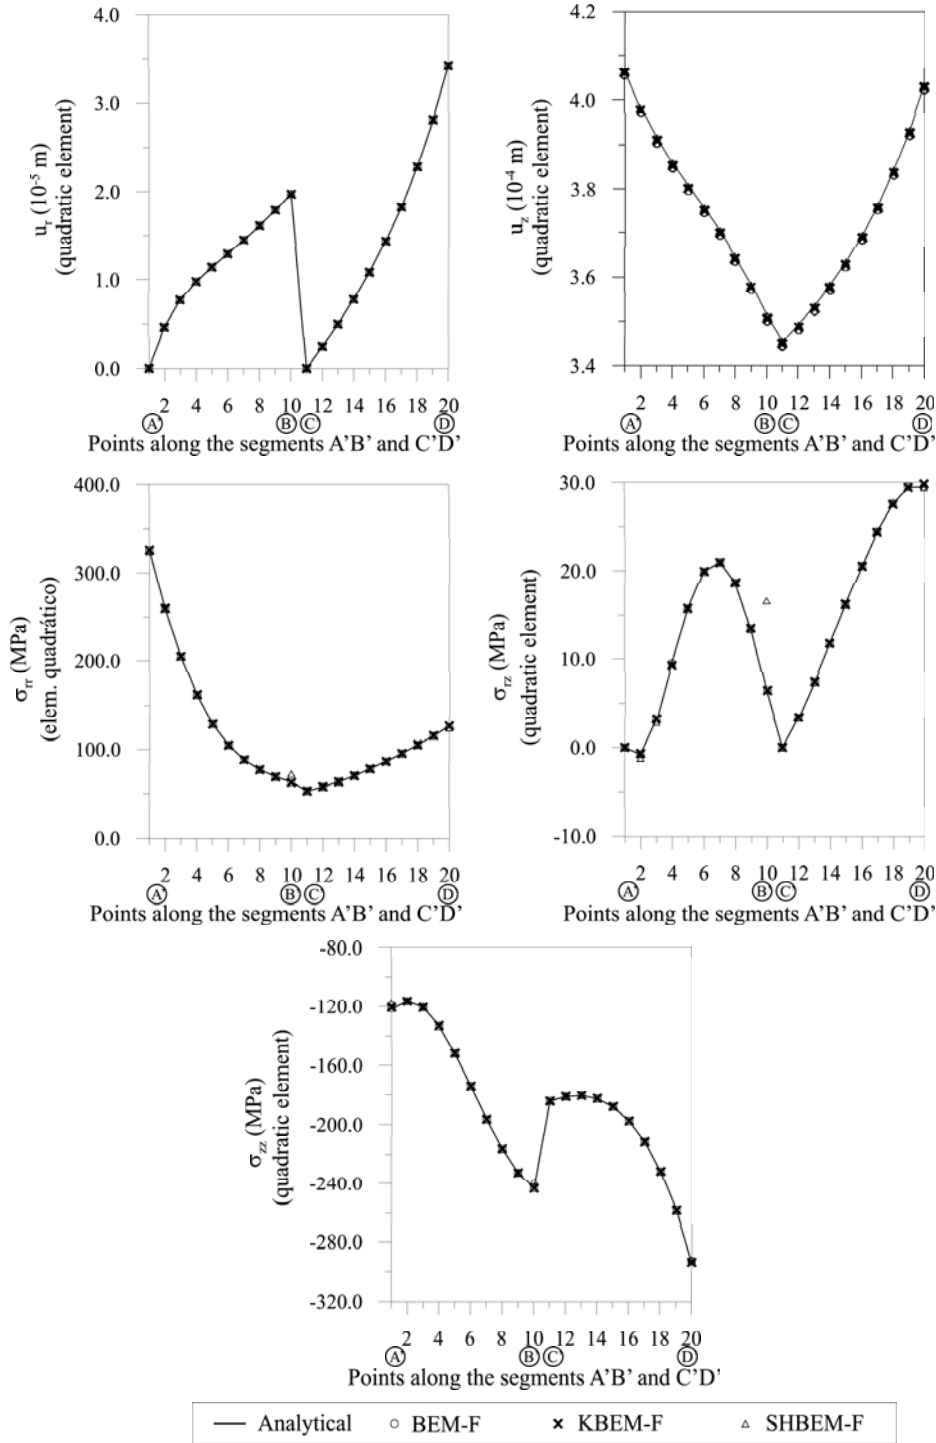 4.0
3.0
2.0
1.0
0.0
u_r (10^-5 m)
(quadratic element)
2 4 6 8 10 12 14 16 18 20
A' B C D
Points along the segments A'B' and C'D'
4.2
4.0
3.8
3.6
3.4
u_z (10^-4 m)
(quadratic element)
2 4 6 8 10 12 14 16 18 20
A' B C D
Points along the segments A'B' and C'D'
400.0
300.0
200.0
100.0
0.0
σ_rr (MPa)
(elem. quadrático)
2 4 6 8 10 12 14 16 18 20
A' B C D
Points along the segments A'B' and C'D'
30.0
20.0
10.0
0.0
-10.0
σ_rz (MPa)
(quadratic element)
2 4 6 8 10 12 14 16 18 20
A' B C D
Points along the segments A'B' and C'D'
-80.0
-120.0
-160.0
-200.0
-240.0
-280.0
-320.0
σ_zz (MPa)
(quadratic element)
2 4 6 8 10 12 14 16 18 20
A' B C D
Points along the segments A'B' and C'D'
Analytical BEM-F KBEM-F SHBEM-F